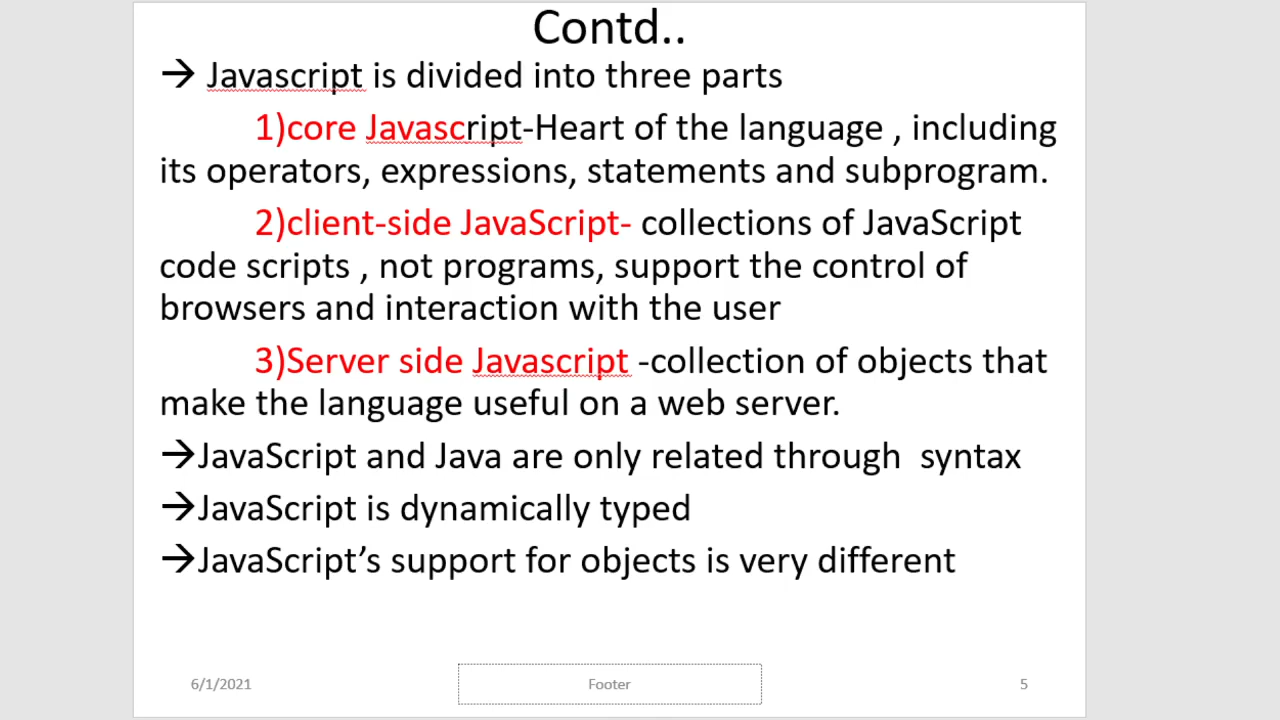 Contd..
→ Javascript is divided into three parts
1)core Javascript-Heart of the language , including
its operators, expressions, statements and subprogram.
2)client-side JavaScript- collections of JavaScript
code scripts , not programs, support the control of
browsers and interaction with the user
3)Server side Javascript -collection of objects that
make the language useful on a web server.
→JavaScript and Java are only related through  syntax
→JavaScript is dynamically typed
→JavaScript’s support for objects is very different
6/1/2021 Footer 5